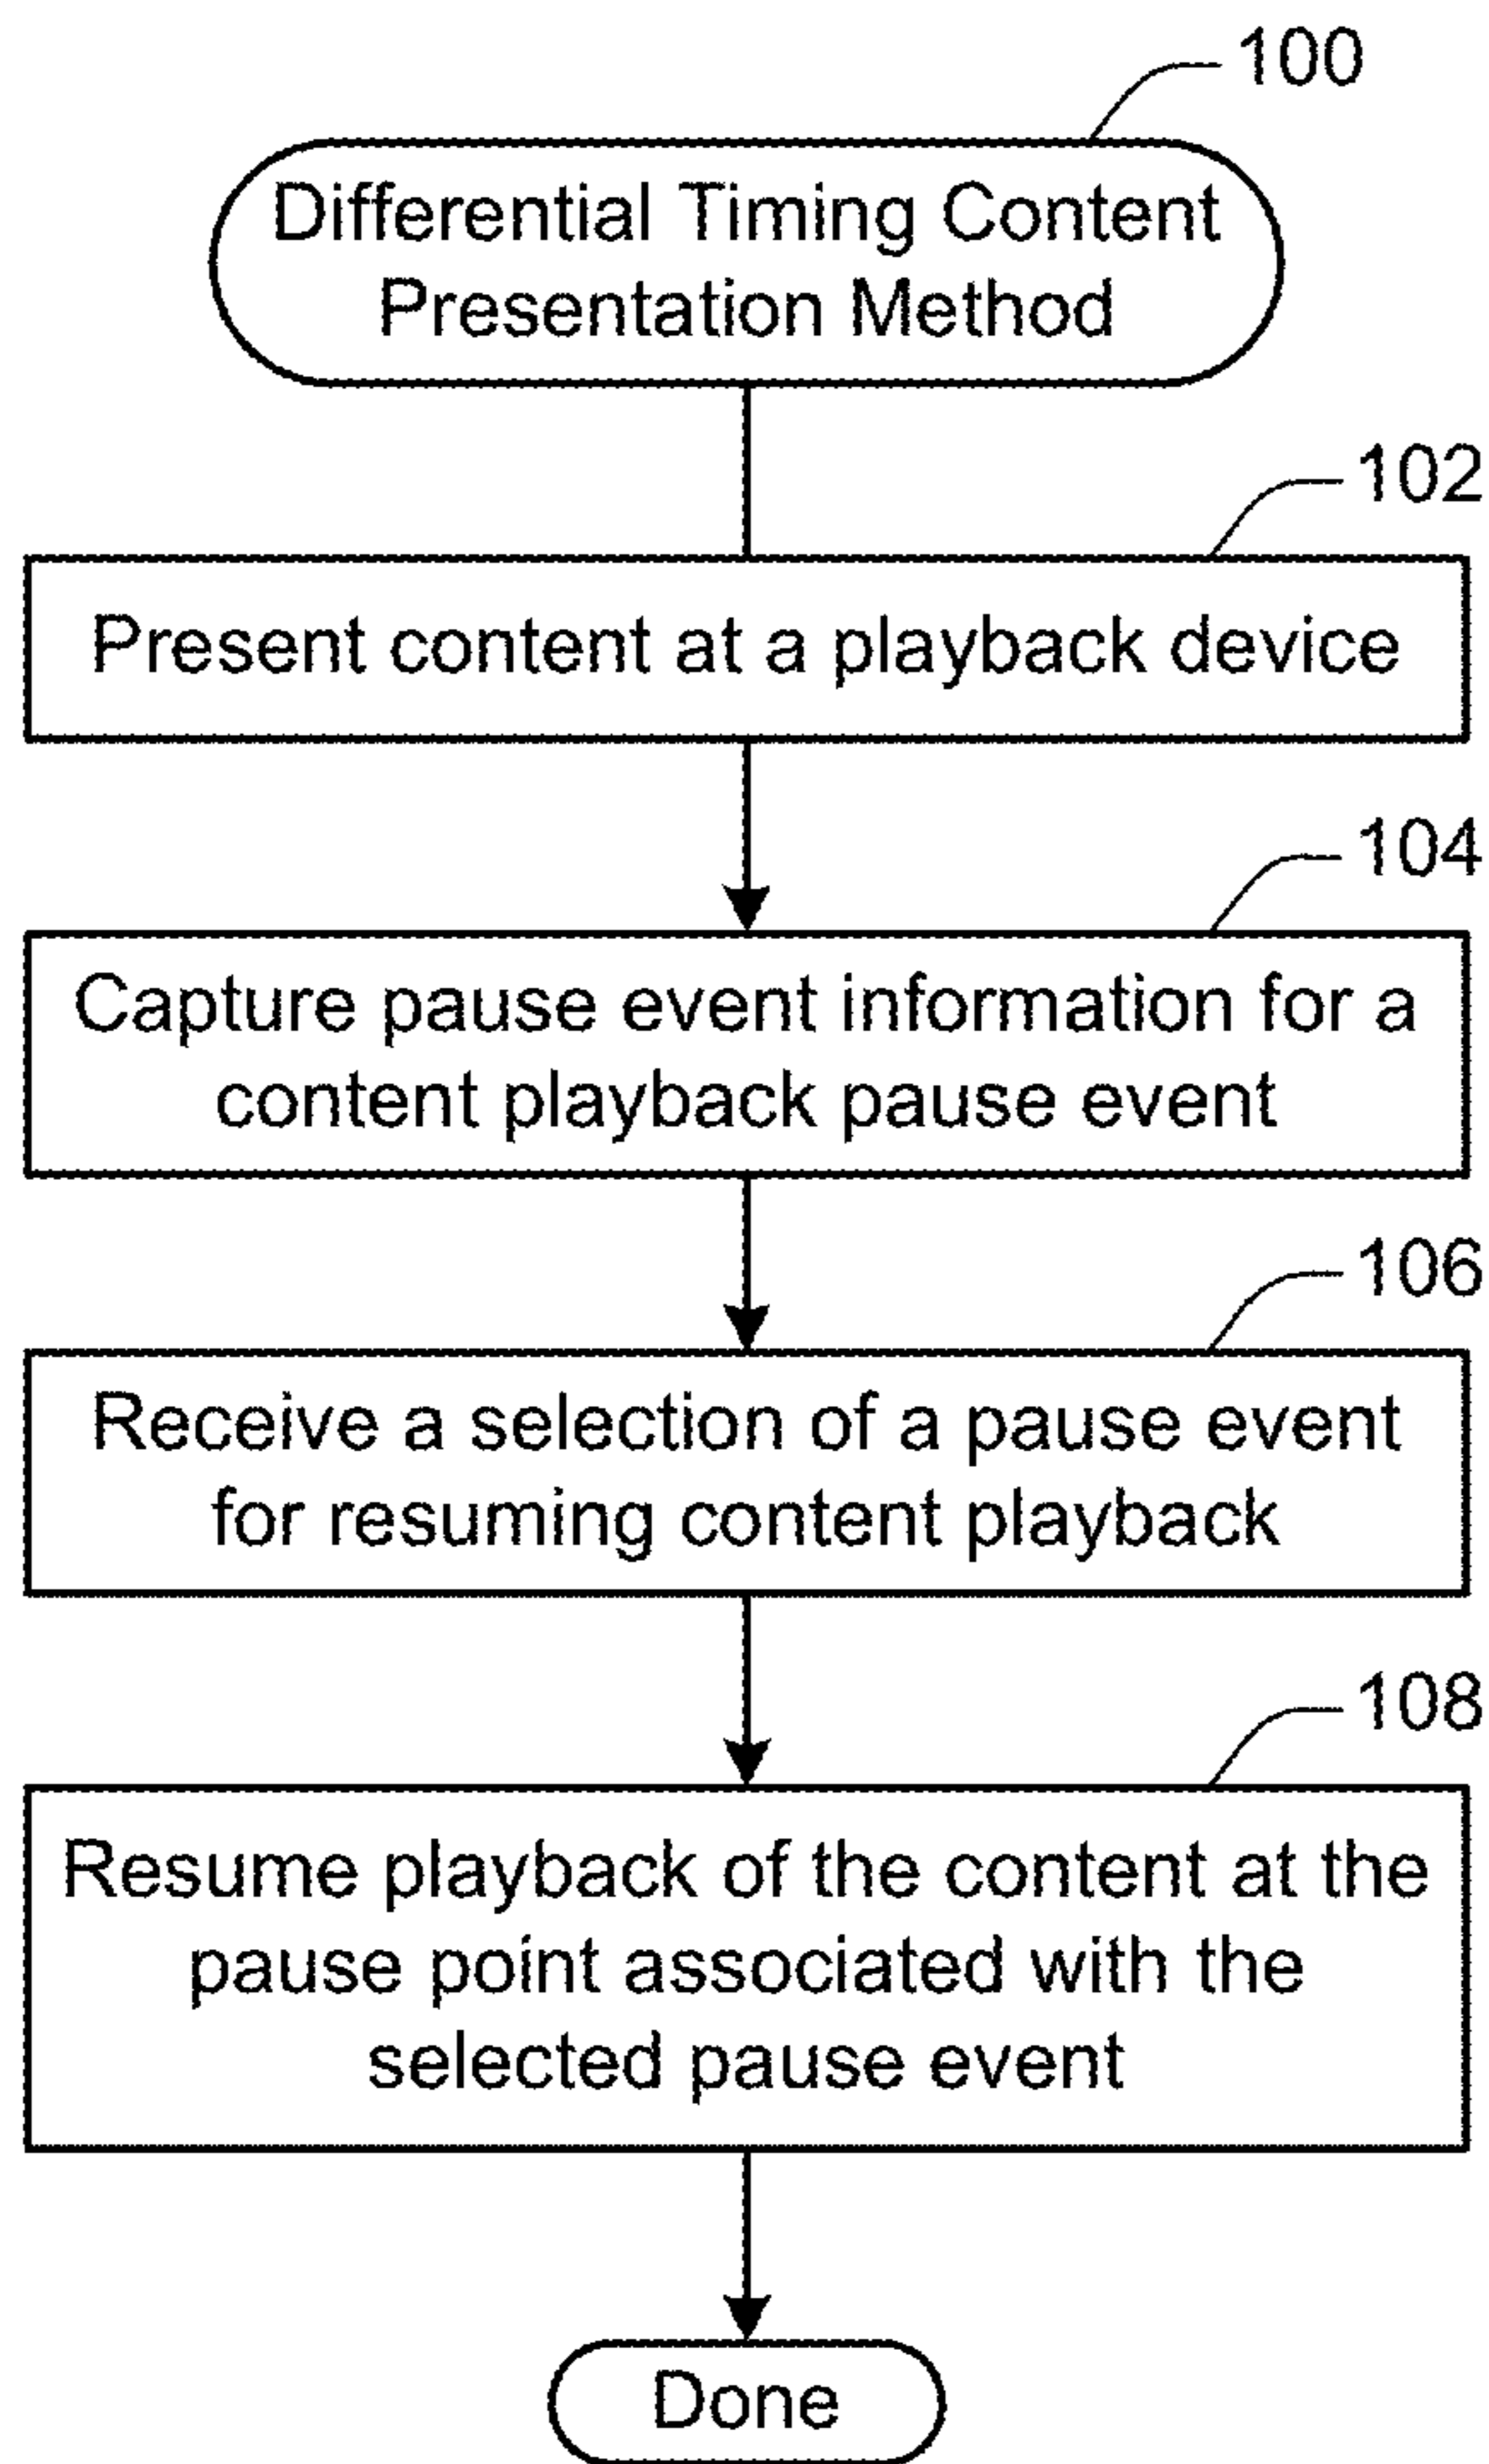 100
Differential Timing Content
Presentation Method
102
Present content at a playback device
104
Capture pause event information for a
content playback pause event
106
Receive a selection of a pause event
for resuming content playback
108
Resume playback of the content at the
pause point associated with the
selected pause event
Done